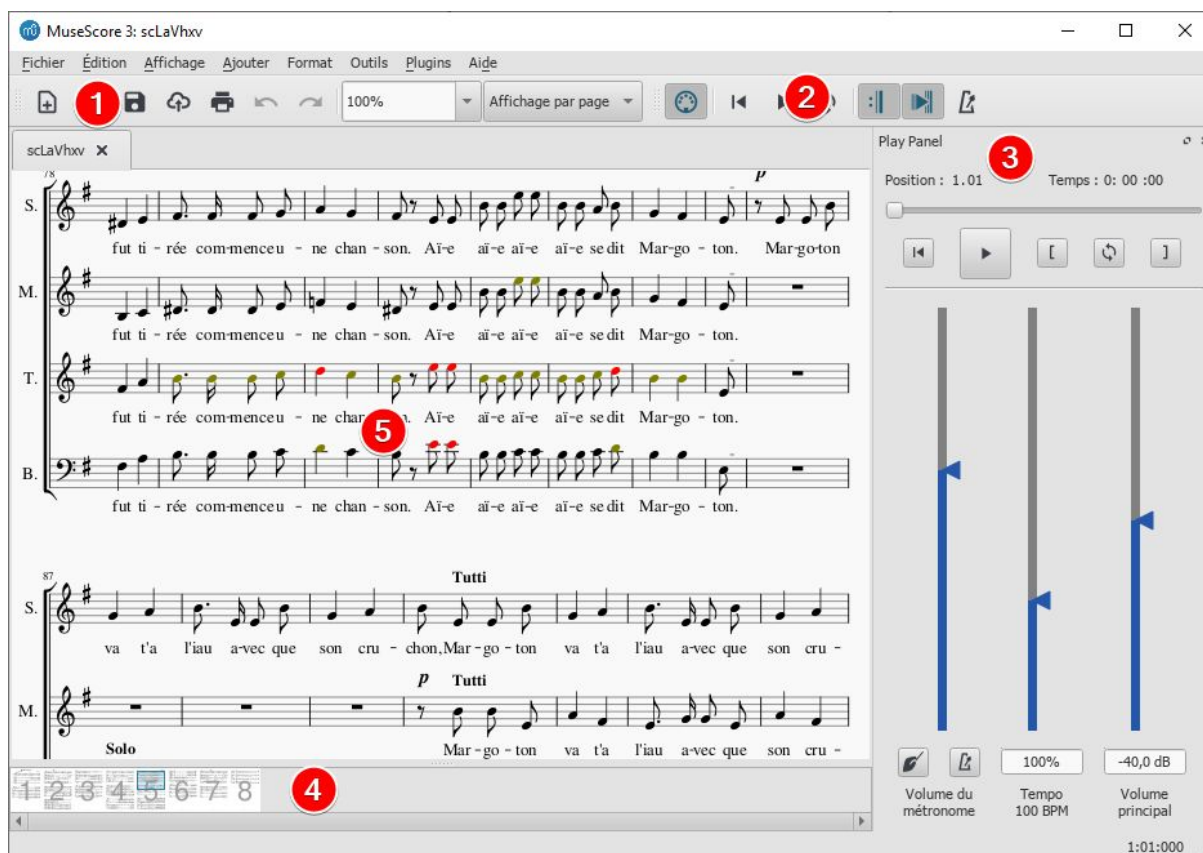 MuseScore 3: scLaVhxv
Fichier Édition Affichage Ajouter Format Outils Plugins Aide
1 100% Affichage par page 2
scLaVhxv
Play Panel
3
Position : 1.01 Temps : 0: 00 :00
78
p
S.
fut ti - rée com-menceu - ne chan - son. Aï-e aï-e aï-e se dit Mar-go - ton. Mar-go-ton
M.
fut ti - rée com-menceu - ne chan - son. Aï-e aï-e aï-e se dit Mar-go - ton.
T.
fut ti - rée com-menceu - ne chan Aï-e aï-e aï-e se dit Mar-go - ton.
5
B.
fut ti - rée com-menceu - ne chan - son. Aï-e aï-e aï-e se dit Mar-go - ton.
87
Tutti
S.
va t'a l'iau a-vec que son cru - chon, Mar-go - ton va t'a l'iau a-vec que son cru -
p Tutti
M.
Solo
Mar-go - ton va t'a l'iau a-vec que son cru -
1 2 3 4 5 6 7 8
4
100% -40,0 dB
Volume du métronome
Tempo 100 BPM
Volume principal
1:01:000